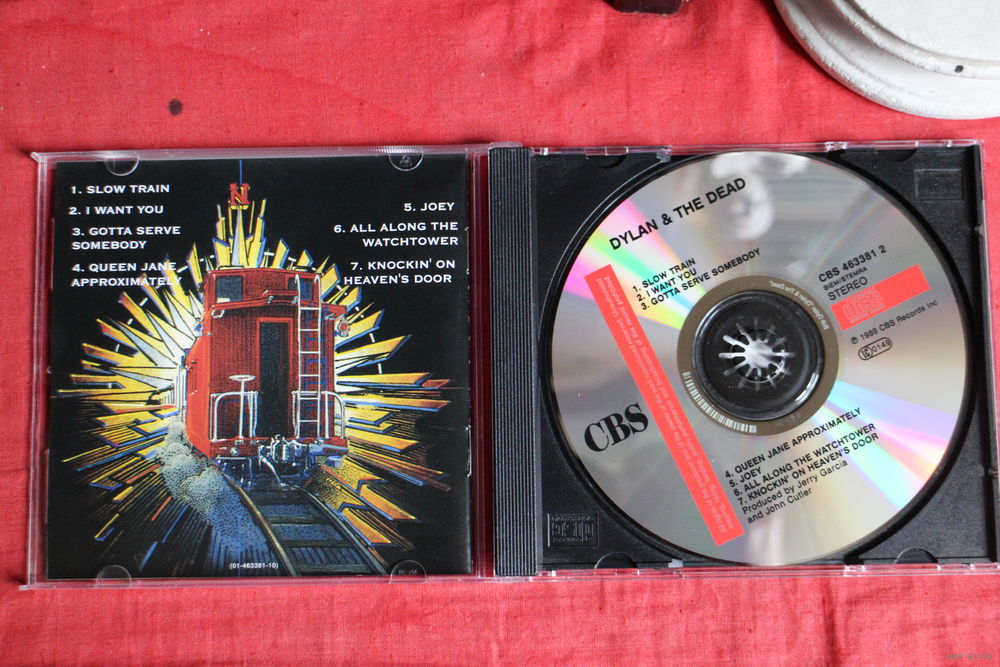 1. SLOW TRAIN
2. I WANT YOU
3. GOTTA SERVE
SOMEBODY
4. QUEEN JANE
APPROXIMATELY
5. JOEY
6. ALL ALONG THE
WATCHTOWER
7. KNOCKIN' ON
HEAVEN'S DOOR
N
(01-463381-10)
DYLAN & THE DEAD
1. SLOW TRAIN
2. I WANT YOU
3. GOTTA SERVE SOMEBODY
CBS 463381 2
BIEM/STEMRA
STEREO
℗ 1989 CBS Records Inc
LC 0149
CBS
4. QUEEN JANE APPROXIMATELY
5. JOEY
6. ALL ALONG THE WATCHTOWER
7. KNOCKIN' ON HEAVEN'S DOOR
Produced by Jerry Garcia
and John Cutler